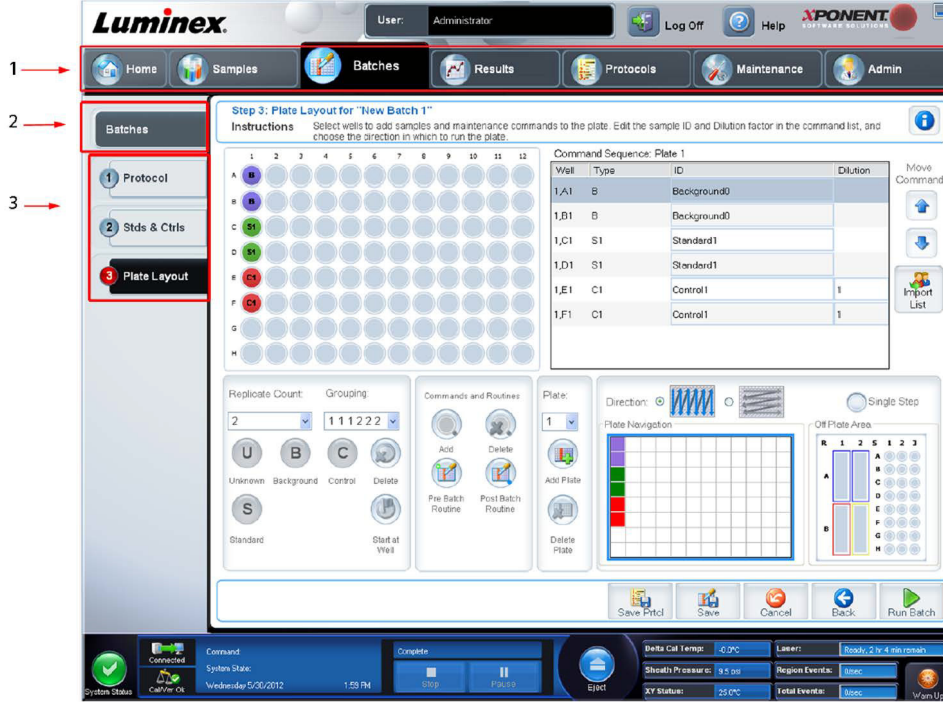 Luminex.
User: Administrator
Log Off
Help
XPONENT.
SOFTWARE SOLUTIONS
1
Home
Samples
Batches
Results
Protocols
Maintenance
Admin
2
Batches
3
1 Protocol
2 Stds & Ctrls
3 Plate Layout
Step 3: Plate Layout for "New Batch 1"
Instructions Select wells to add samples and maintenance commands to the plate. Edit the sample ID and Dilution factor in the command list, and
choose the direction in which to run the plate.
1 2 3 4 5 6 7 8 9 10 11 12
A B
B B
C S1
D S1
E C1
F C1
G
H
Command Sequence: Plate 1
Well Type ID Dilution
1,A1 B Background0
1,B1 B Background0
1,C1 S1 Standard1
1,D1 S1 Standard1
1,E1 C1 Control1 1
1,F1 C1 Control1 1
Move
Command
Import
List
Replicate Count: Grouping:
2 111222
U B C
Unknown Background Control Delete
S
Standard Start at
Well
Commands and Routines
Add Delete
Pre Batch
Routine
Post Batch
Routine
Plate:
1
Add Plate
Delete
Plate
Direction:
Single Step
Plate Navigation
Off Plate Area
R 1 2 S 1 2 3
A
B
A
B
C
D
E
F
G
H
Save Prtcl
Save
Cancel
Back
Run Batch
System Status
Connected
Cal/Ver Ok
Command:
System State:
Wednesday 5/30/2012 1:59 PM
Complete
Stop
Pause
Eject
Delta Cal Temp: -0.0°C
Sheath Pressure: 9.5 psi
XY Status: 25.0°C
Laser: Ready, 2 hr 4 min remain
Region Events: 0/sec
Total Events: 0/sec
Warm Up